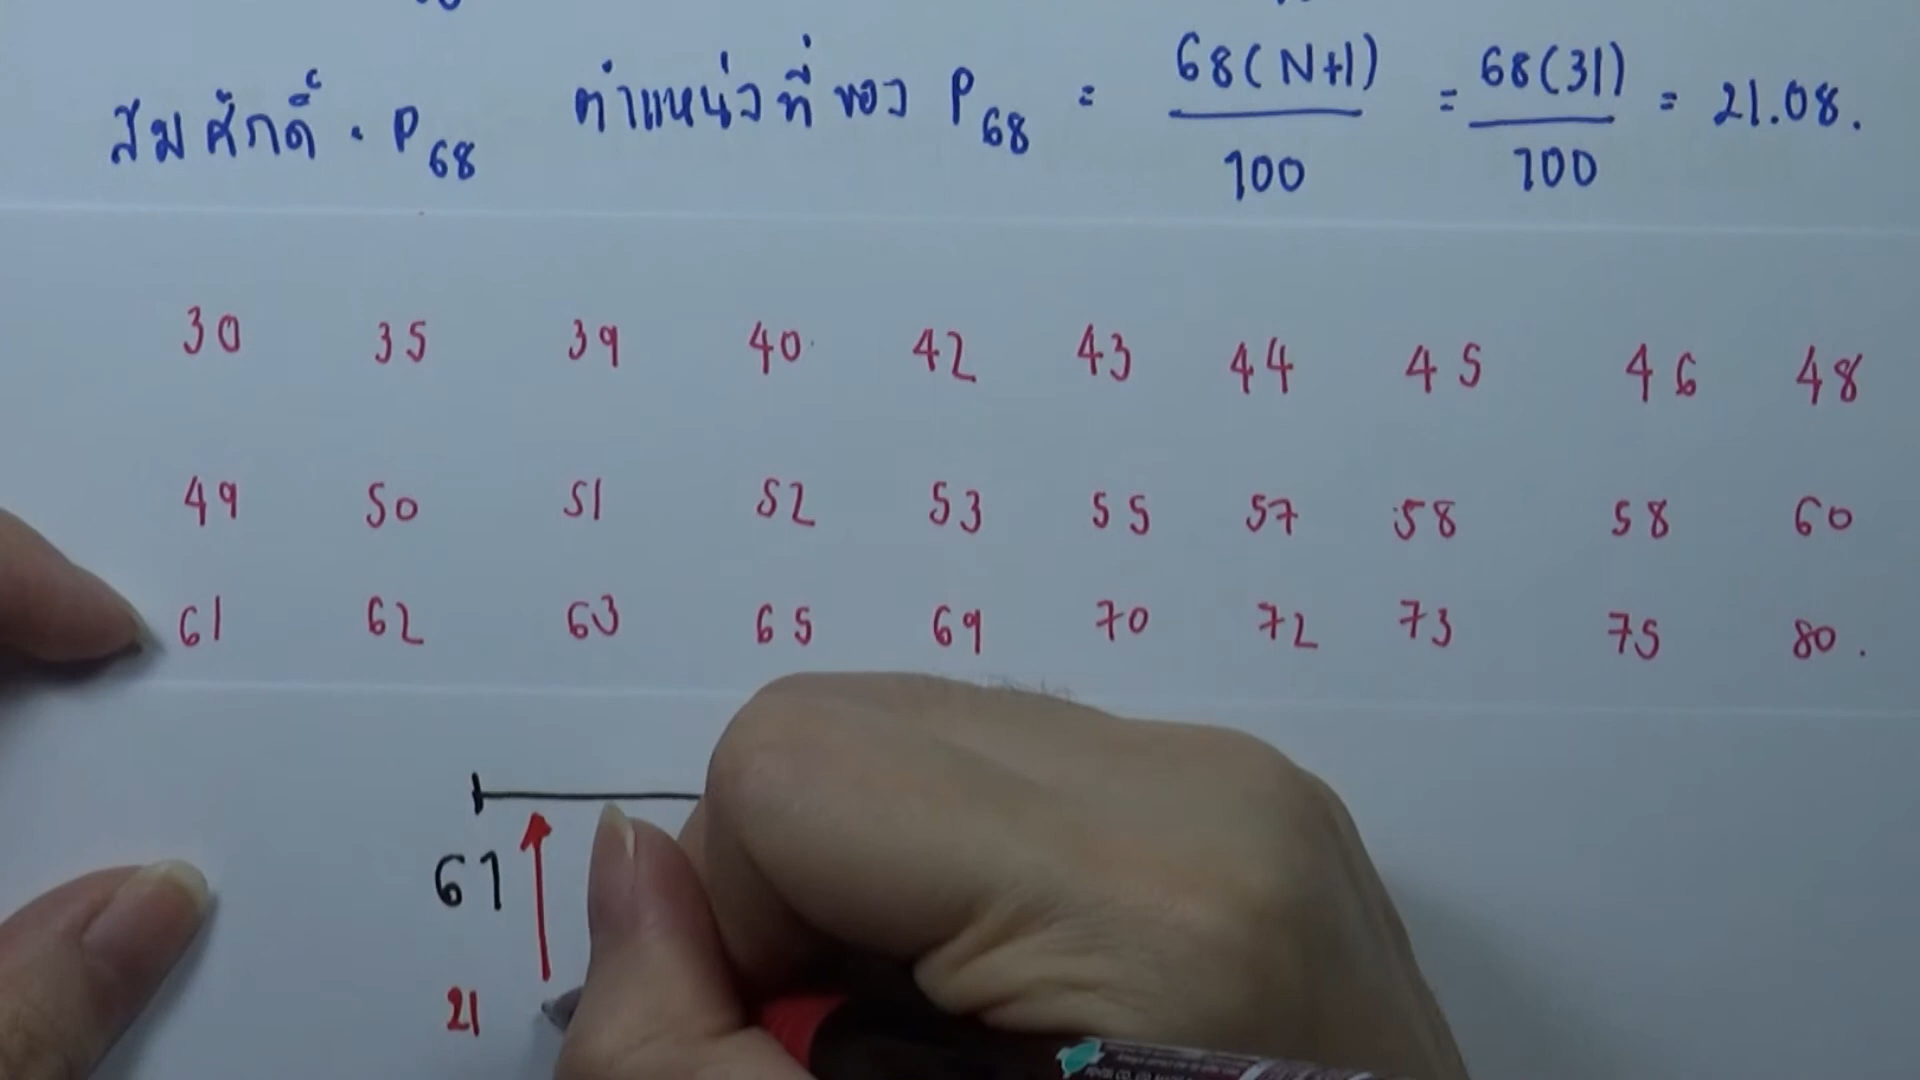 สมศักดิ์ · P68 ตำแหน่งที่ของ P68 = 68(N+1)/100 = 68(31)/100 = 21.08.
30 35 39 40 42 43 44 45 46 48
49 50 51 52 53 55 57 58 58 60
61 62 63 65 69 70 72 73 75 80.
61
21